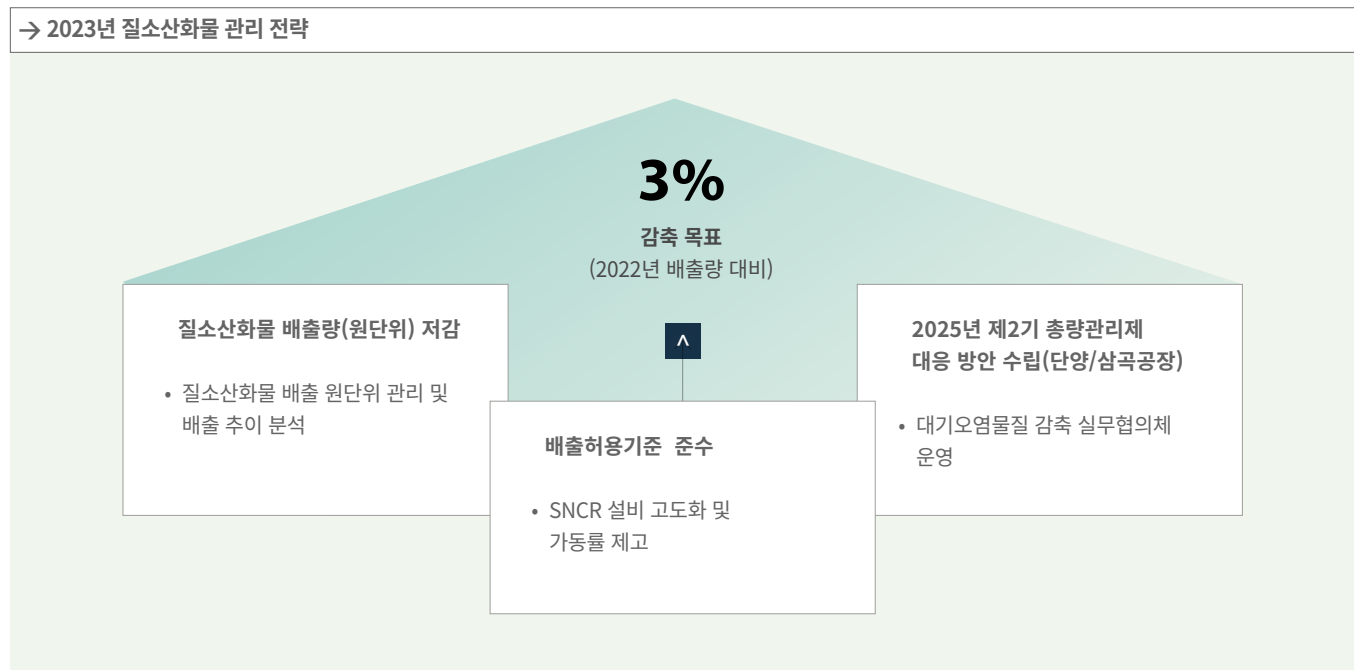 → 2023년 질소산화물 관리 전략
3%
감축 목표
(2022년 배출량 대비)
질소산화물 배출량(원단위) 저감
• 질소산화물 배출 원단위 관리 및
배출 추이 분석
배출허용기준 준수
• SNCR 설비 고도화 및
가동률 제고
2025년 제2기 총량관리제
대응 방안 수립(단양/삼곡공장)
• 대기오염물질 감축 실무협의체
운영